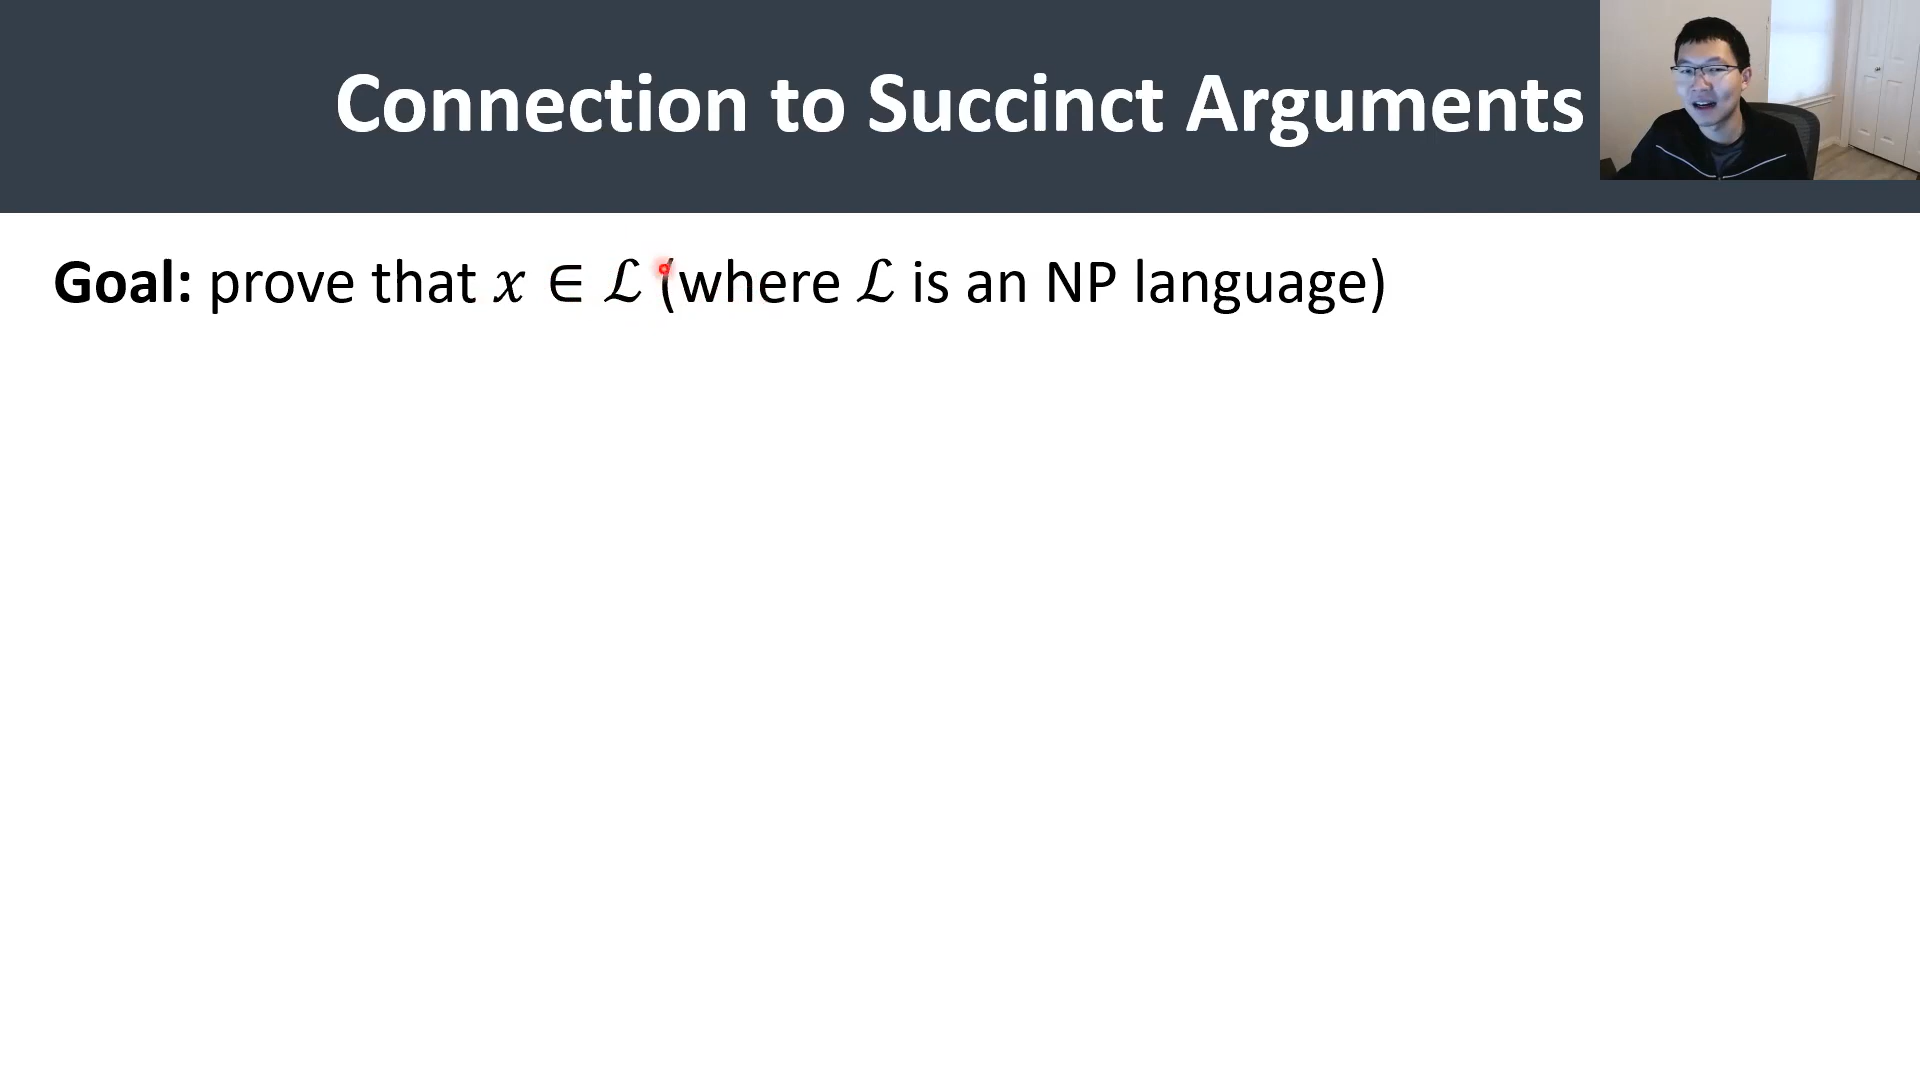 Connection to Succinct Arguments
Goal: prove that 𝑥 ∈ ℒ (where ℒ is an NP language)